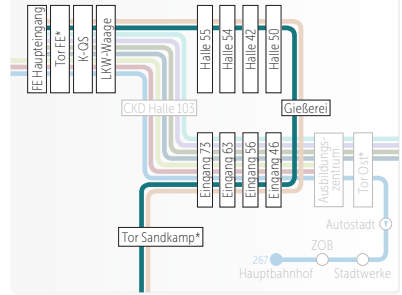 FE Haupteingang
Tor FE*
K-QS
LKW-Waage
Halle 55
Halle 54
Halle 42
Halle 50
CKD Halle 103
Gießerei
Eingang 73
Eingang 63
Eingang 56
Eingang 46
Ausbildungs-
zentrum
Tor Ost*
Tor Sandkamp*
Autostadt
T
ZOB
267
Hauptbahnhof
Stadtwerke